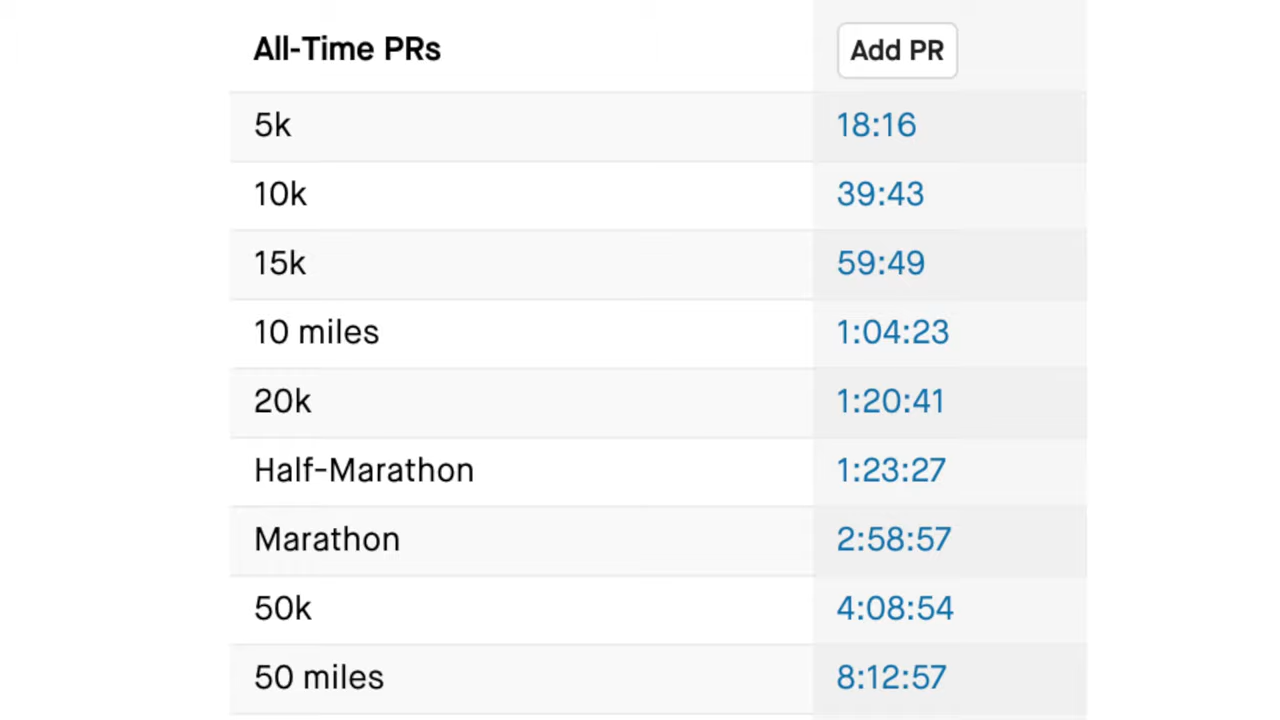 All-Time PRs Add PR
5k 18:16
10k 39:43
15k 59:49
10 miles 1:04:23
20k 1:20:41
Half-Marathon 1:23:27
Marathon 2:58:57
50k 4:08:54
50 miles 8:12:57